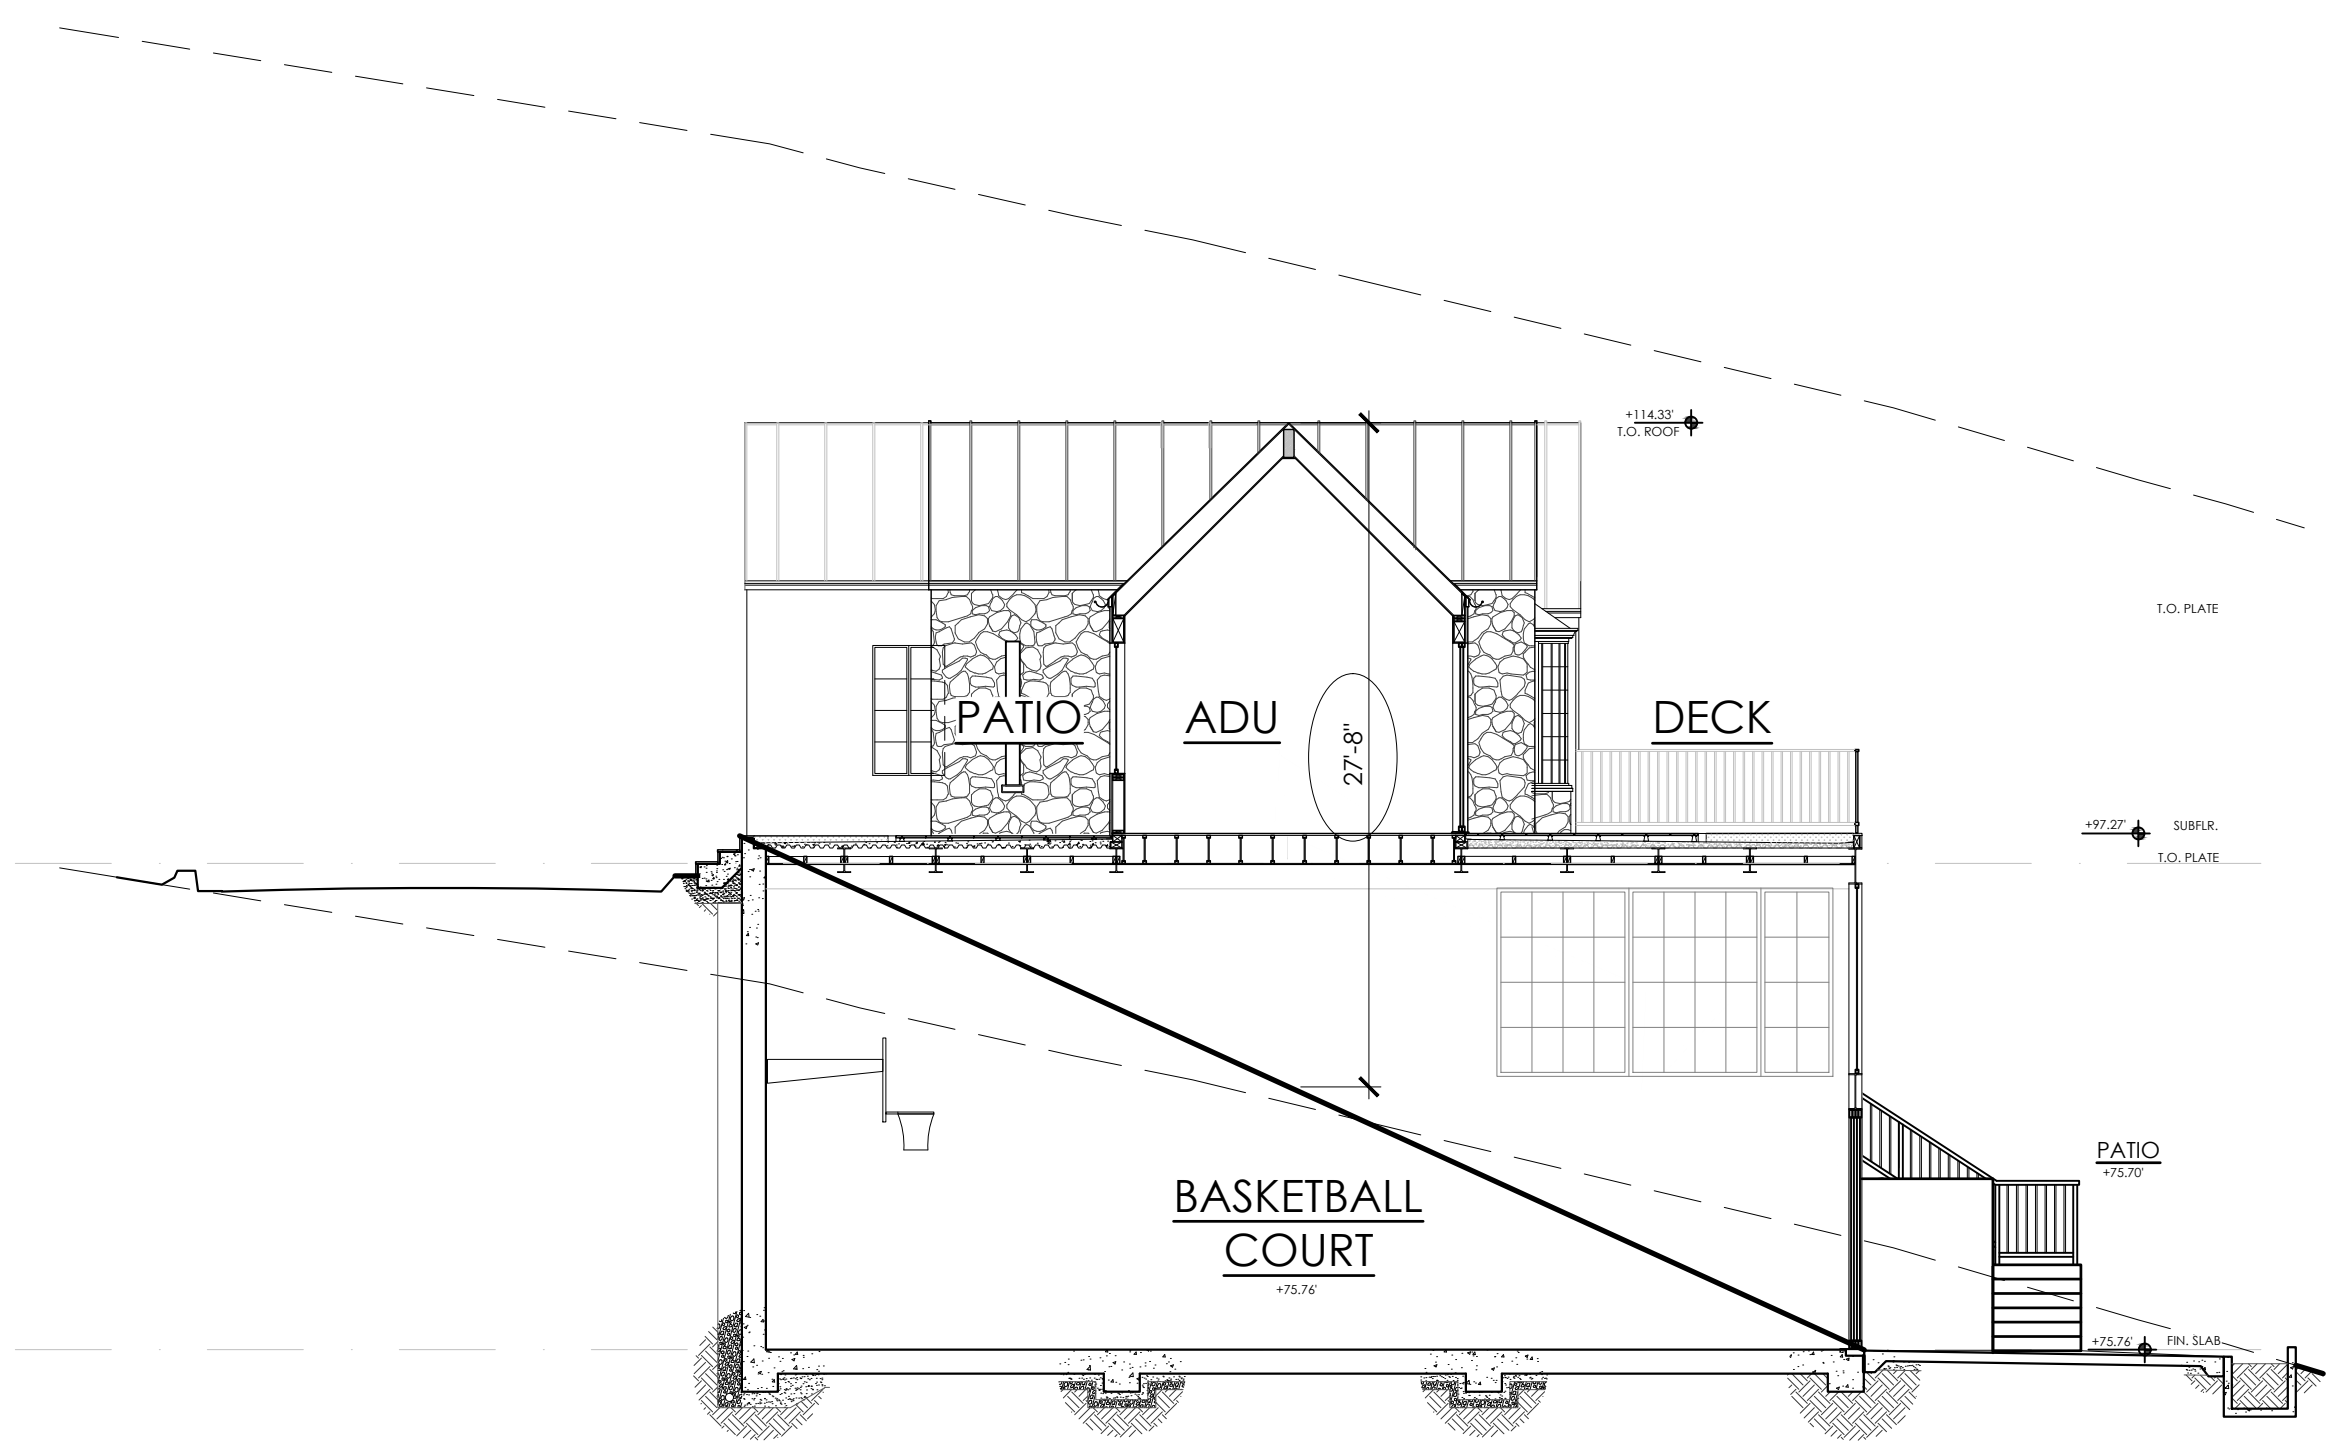 +114.33'
T.O. ROOF
T.O. PLATE
PATIO
ADU
27'-8"
DECK
+97.27'
SUBFLR.
T.O. PLATE
PATIO
+75.70'
BASKETBALL
COURT
+75.76'
+75.76'
FIN. SLAB